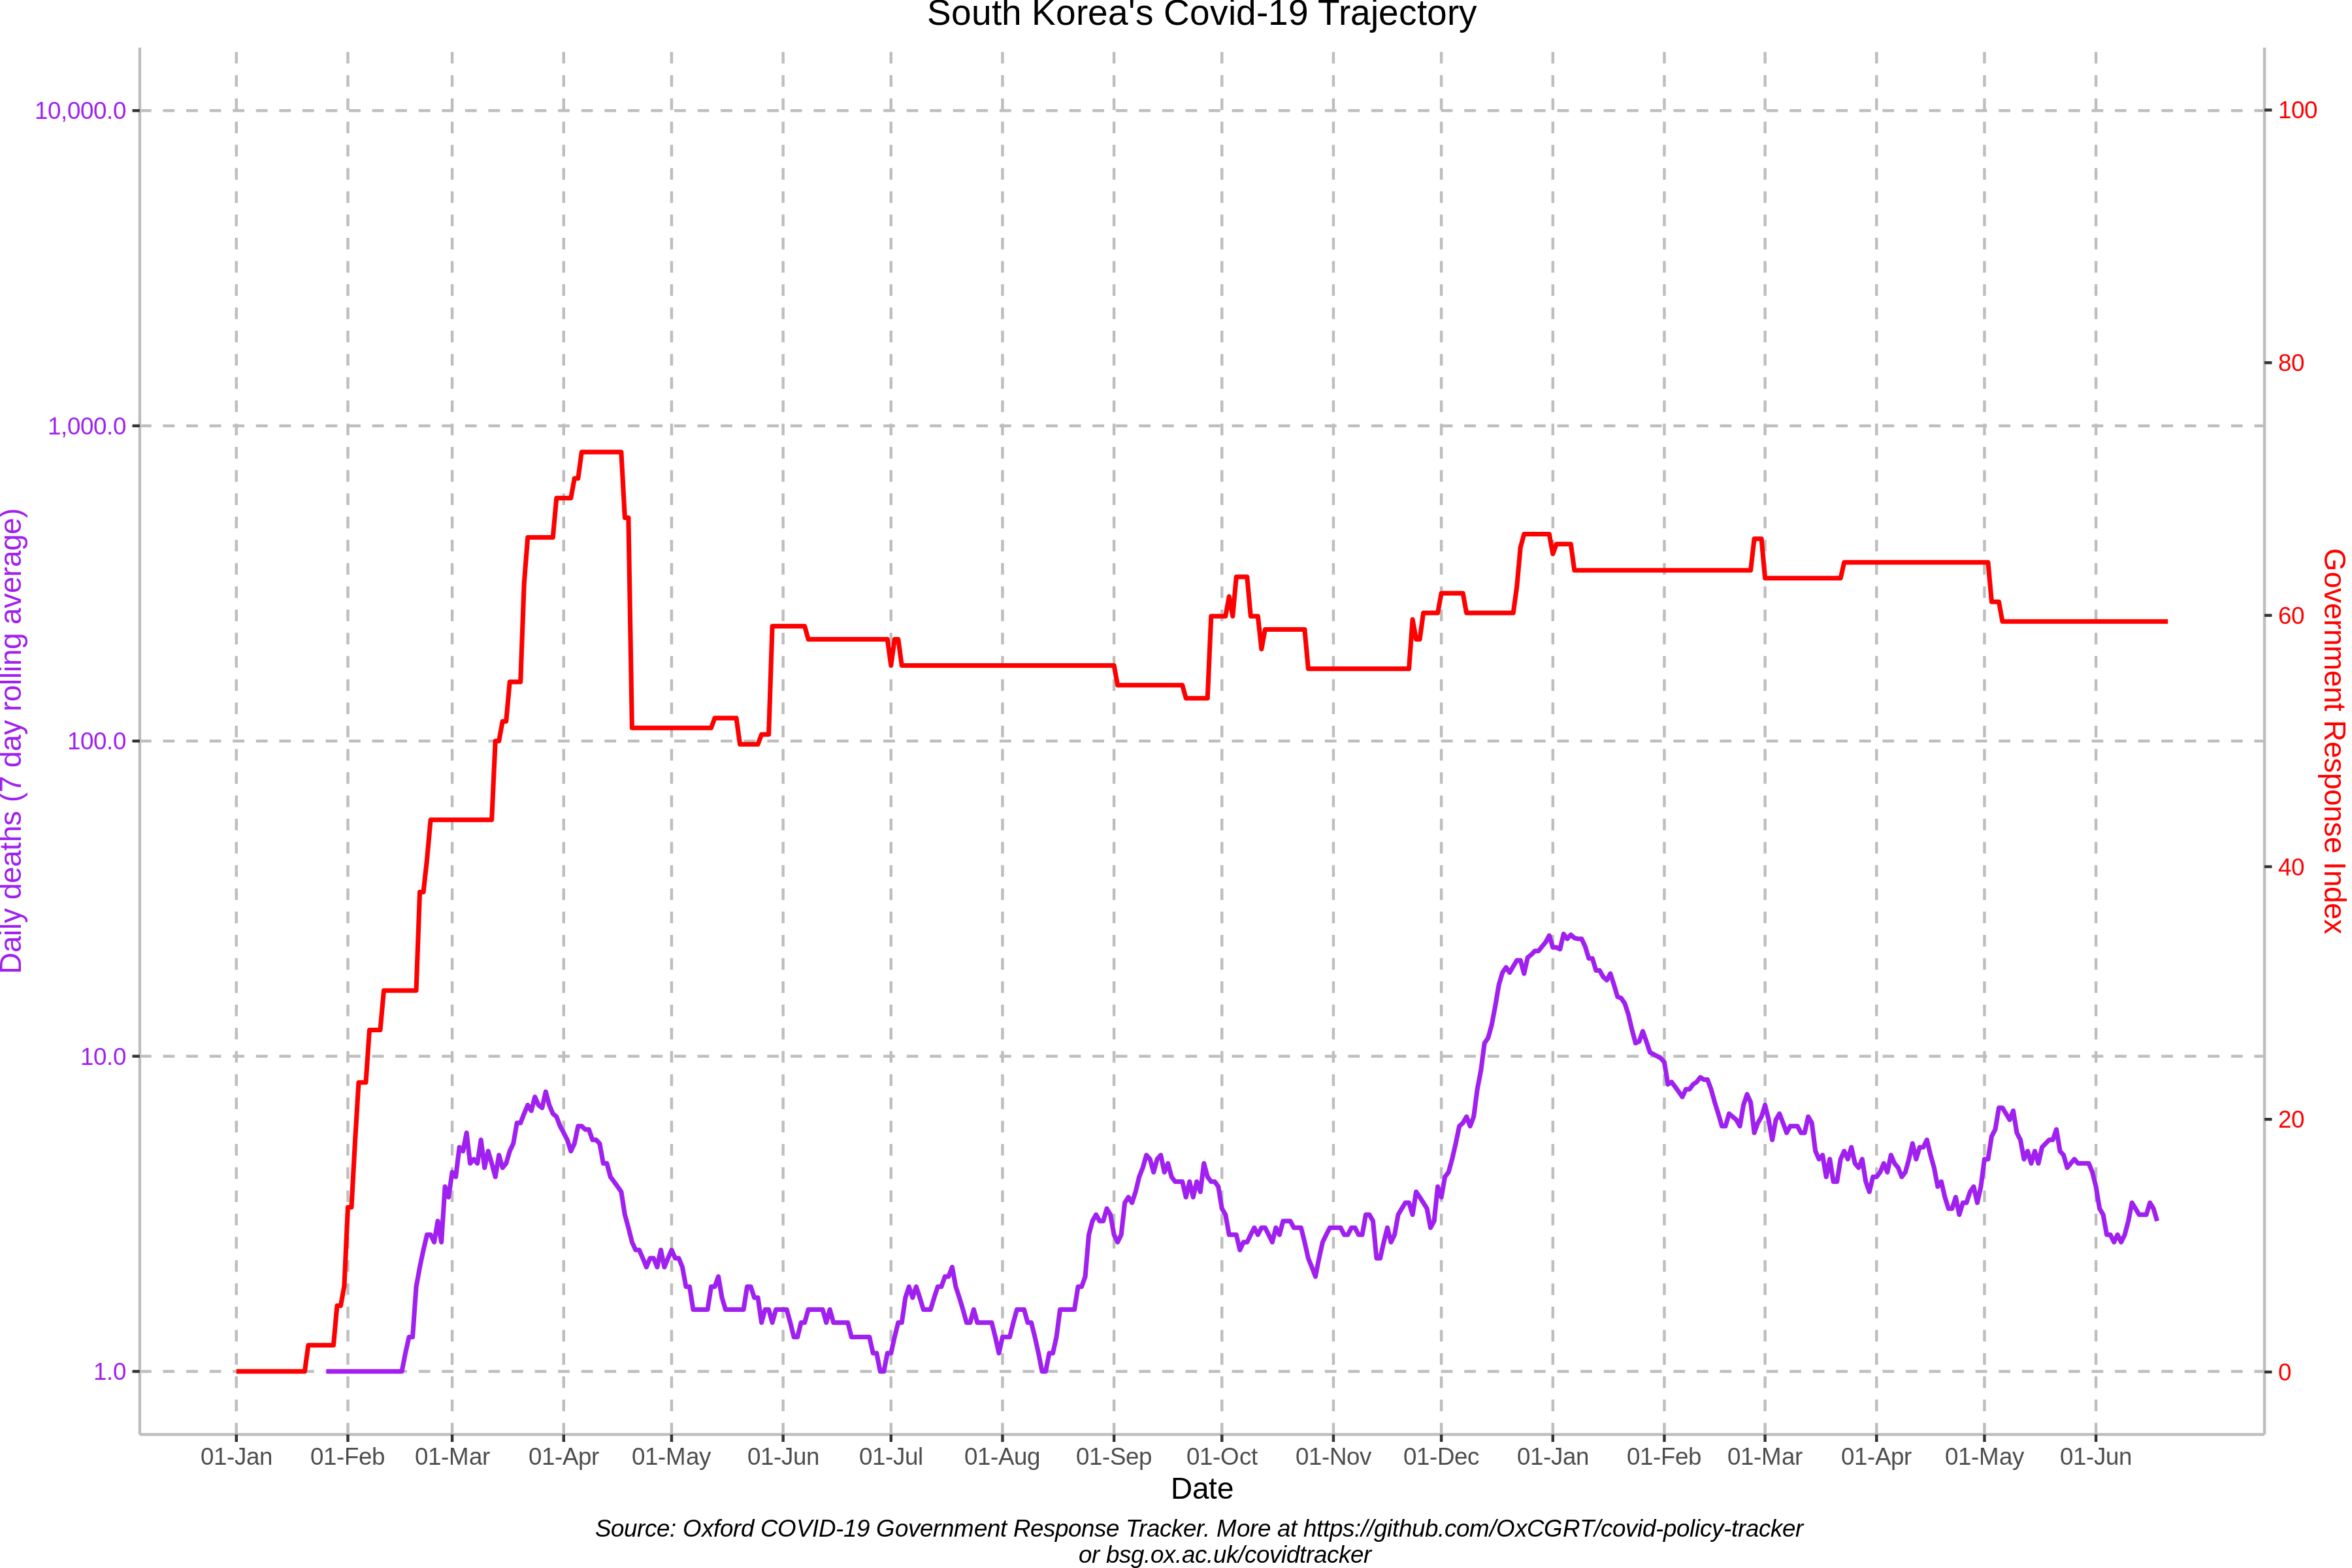 South Korea's Covid-19 Trajectory
10,000.0
1,000.0
100.0
10.0
1.0
Daily deaths (7 day rolling average)
100
80
60
40
20
0
Government Response Index
01-Jan 01-Feb 01-Mar 01-Apr 01-May 01-Jun 01-Jul 01-Aug 01-Sep 01-Oct 01-Nov 01-Dec 01-Jan 01-Feb 01-Mar 01-Apr 01-May 01-Jun
Date
Source: Oxford COVID-19 Government Response Tracker. More at https://github.com/OxCGRT/covid-policy-tracker
or bsg.ox.ac.uk/covidtracker